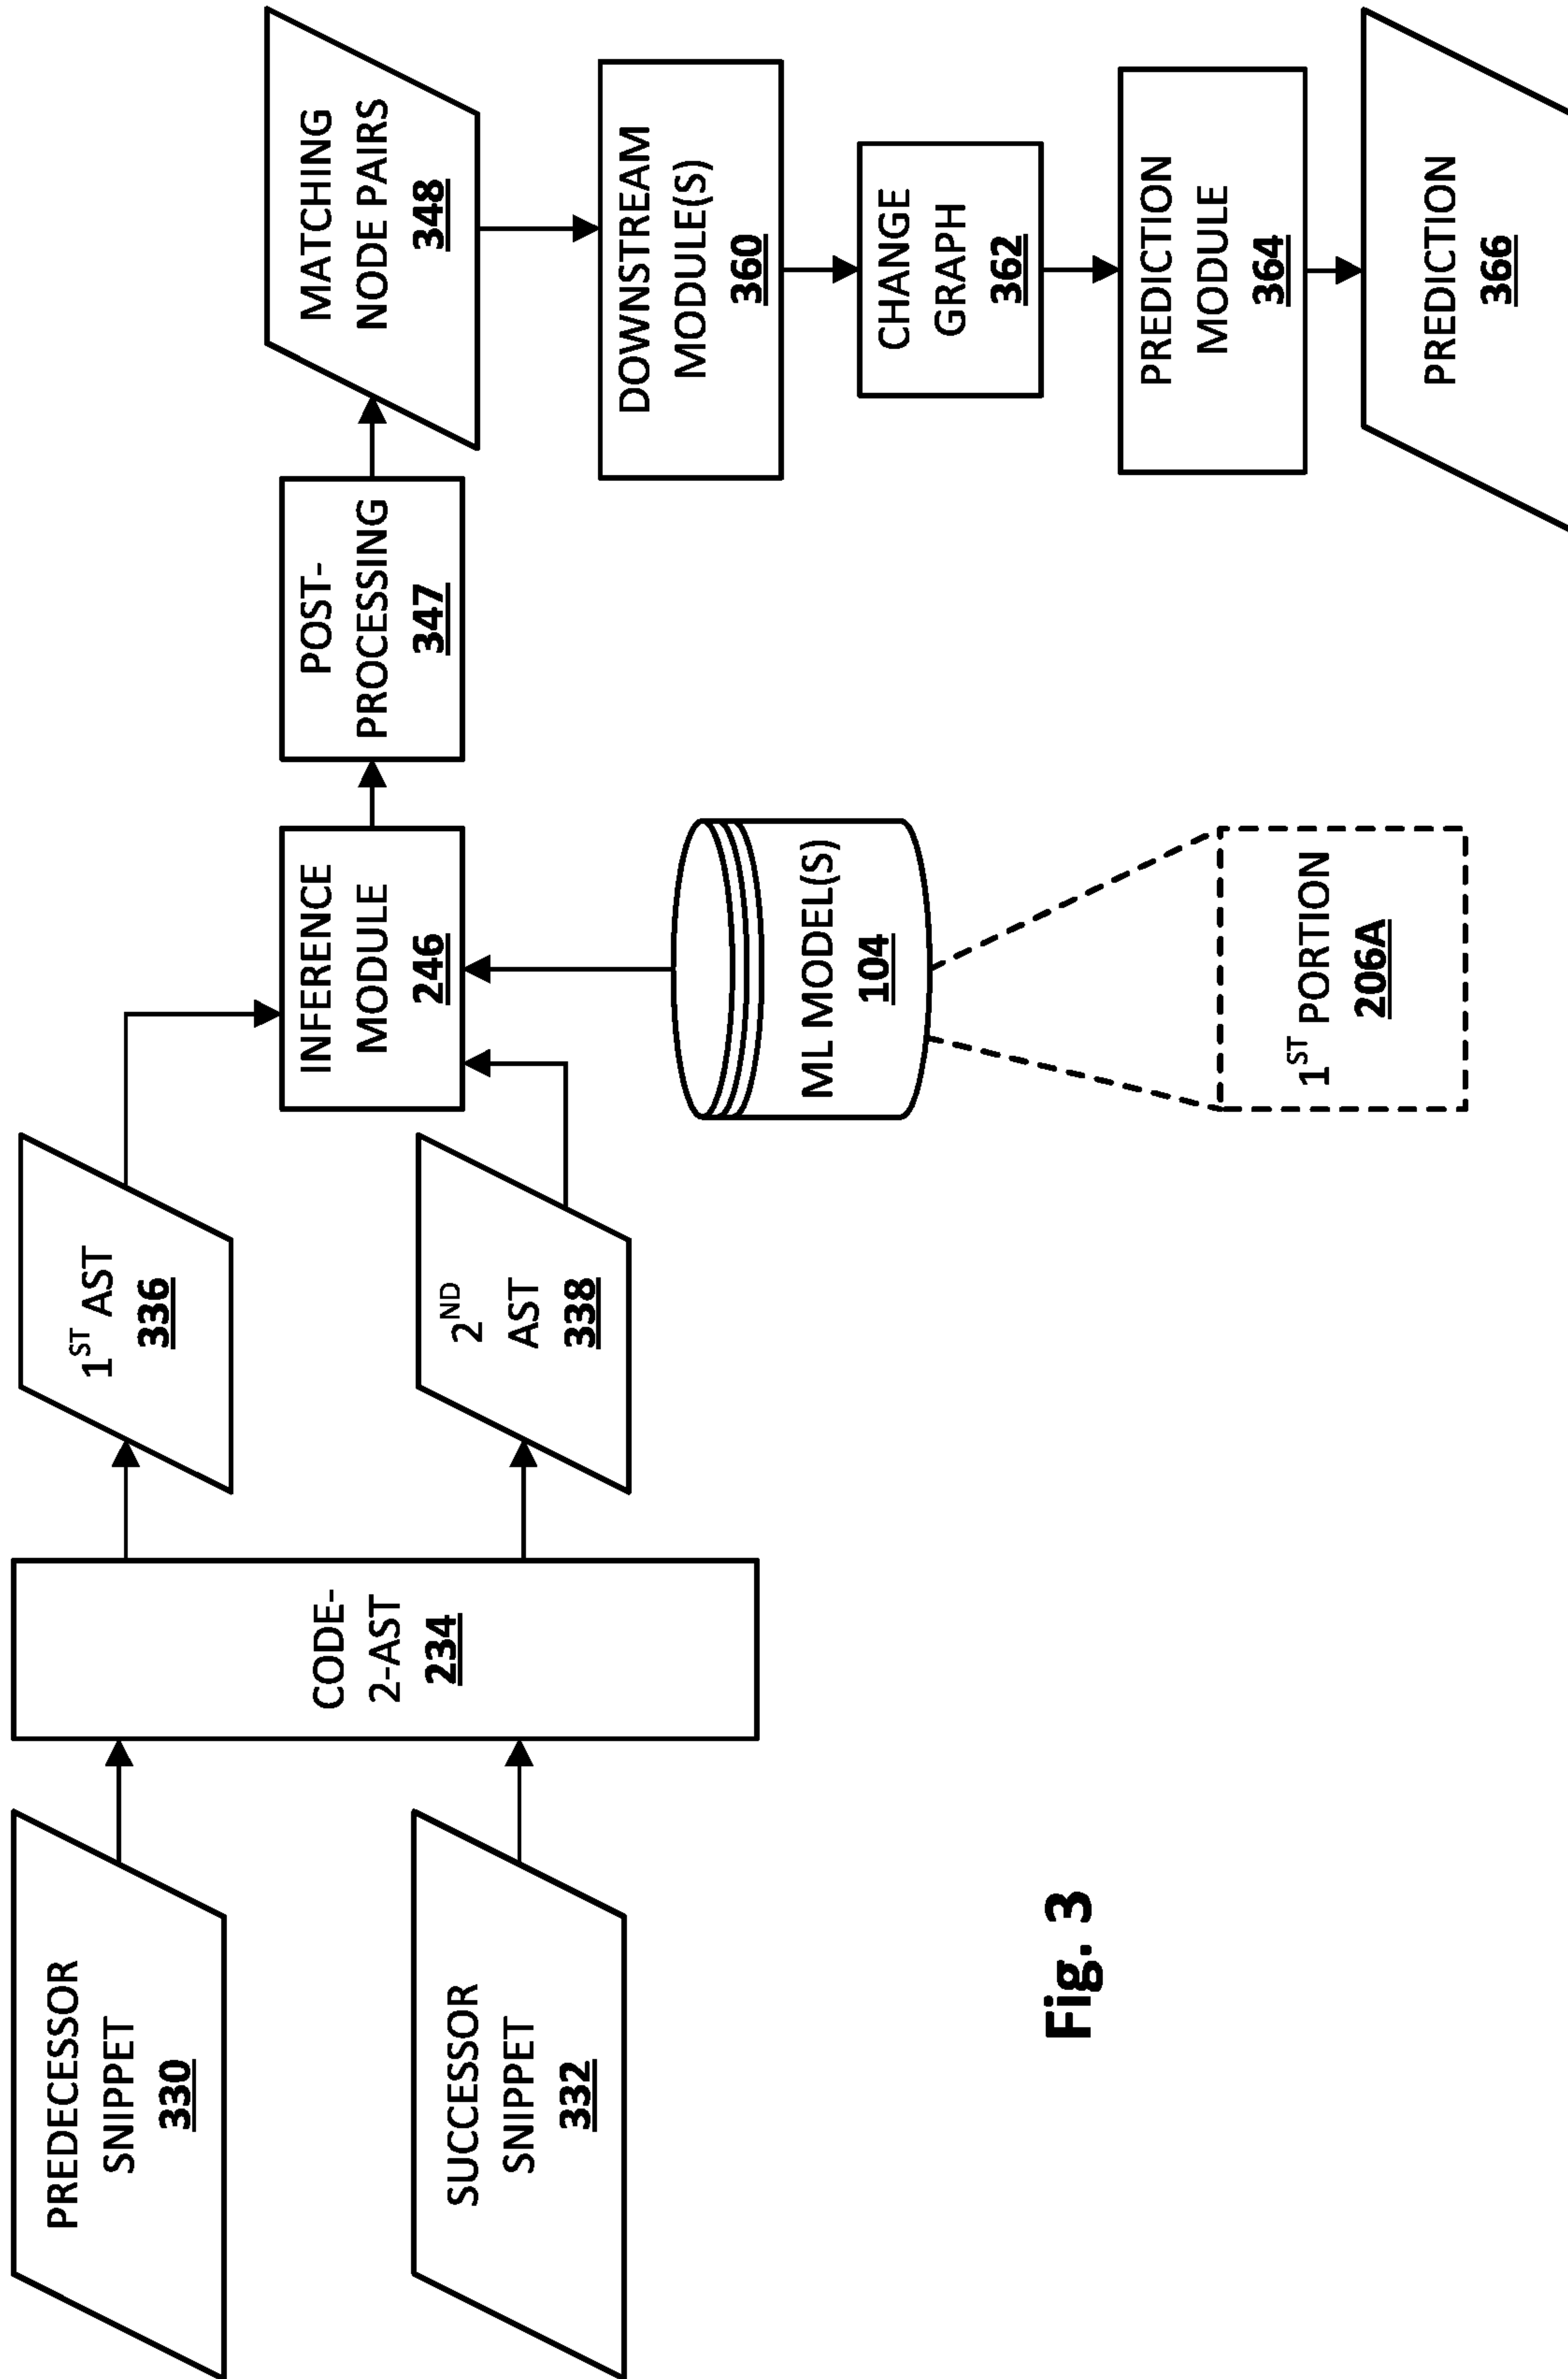 PREDECESSOR
SNIPPET
330
SUCCESSOR
SNIPPET
332
CODE-
2-AST
234
1ST AST
336
2ND
AST
338
INFERENCE
MODULE
246
ML MODEL(S)
104
1ST PORTION
206A
POST-
PROCESSING
347
MATCHING
NODE PAIRS
348
DOWNSTREAM
MODULE(S)
360
CHANGE
GRAPH
362
PREDICTION
MODULE
364
PREDICTION
366
Fig. 3